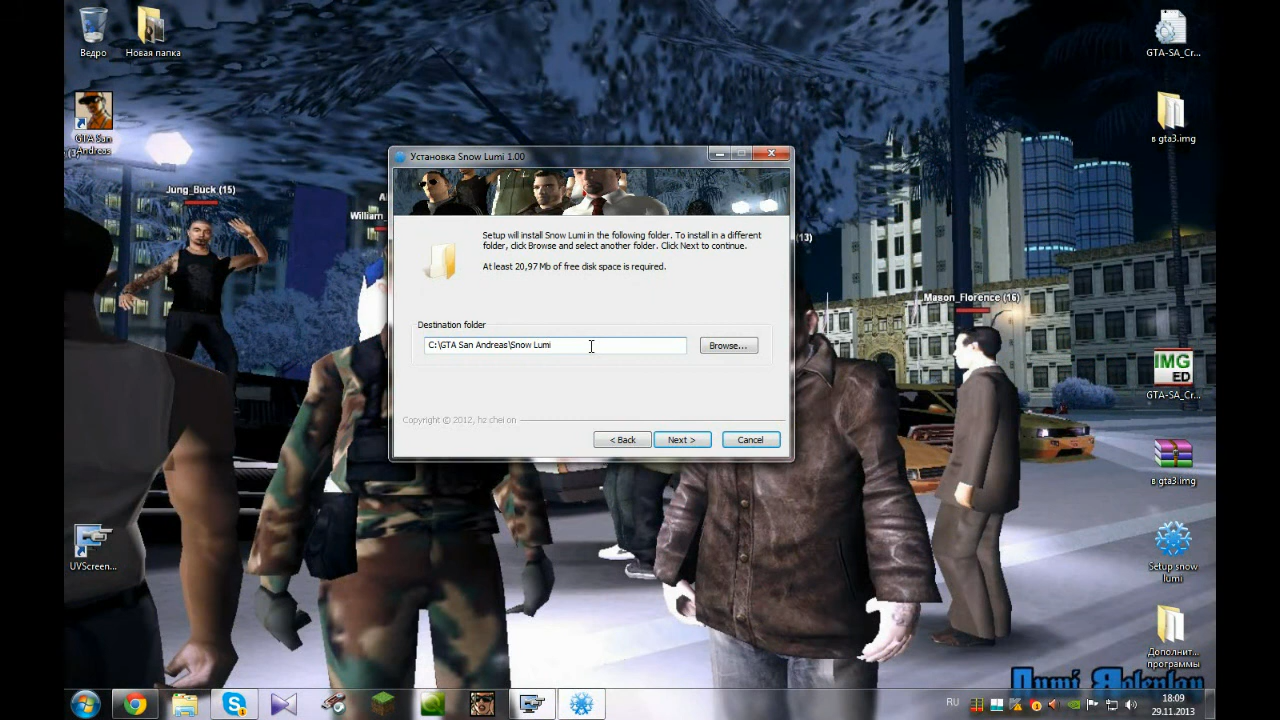 Ведро
Новая папка
GTA San
Andreas
Jung_Buck (15)
William
(13)
Mason_Florence (16)
UVScreen...
GTA-SA_Cr...
в gta3.img
IMG
ED
GTA-SA_Cr...
в gta3.img
Setup snow
lumi
Дополнит...
программы
Установка Snow Lumi 1.00
Setup will install Snow Lumi in the following folder. To install in a different
folder, click Browse and select another folder. Click Next to continue.
At least 20,97 Mb of free disk space is required.
Destination folder
C:\GTA San Andreas\Snow Lumi
Browse...
Copyright © 2012, hz chei on
< Back
Next >
Cancel
RU
18:09
29.11.2013